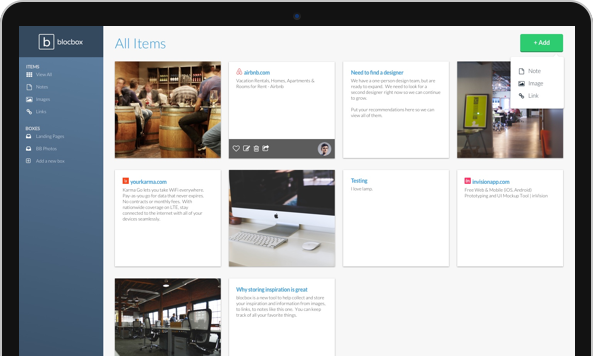 b blocbox
All Items
+ Add
Note
Image
Link
ITEMS
View All
Notes
Images
Links
BOXES
Landing Pages
BB Photos
Add a new box
airbnb.com
Vacation Rentals, Homes, Apartments &
Rooms for Rent - Airbnb
Need to find a designer
We have a one person design team but are
ready to expand. We need to look for a
second designer right now so we can continue
to grow.
Put your recommendations here so we can
view all of them.
yourkarma.com
Karma Go lets you take WiFi everywhere.
Pay-as-you-go for data that never expires.
No contracts or monthly fees. With
nationwide coverage on LTE, stay
connected to the internet with all of your
devices seamlessly.
Testing
I love lamp
invisionapp.com
Free Web & Mobile (iOS, Android)
Prototyping and UI Mockup Tool | InVision
Why storing inspiration is great
blocbox is a new tool to help collect and store
your inspiration and information from images,
to links, to notes like this one. You can keep
track of all your favorite things.